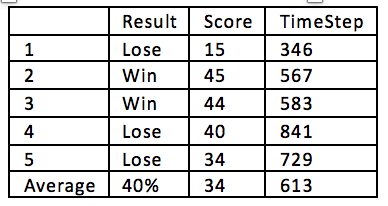 Result Score TimeStep
1 Lose 15 346
2 Win 45 567
3 Win 44 583
4 Lose 40 841
5 Lose 34 729
Average 40% 34 613